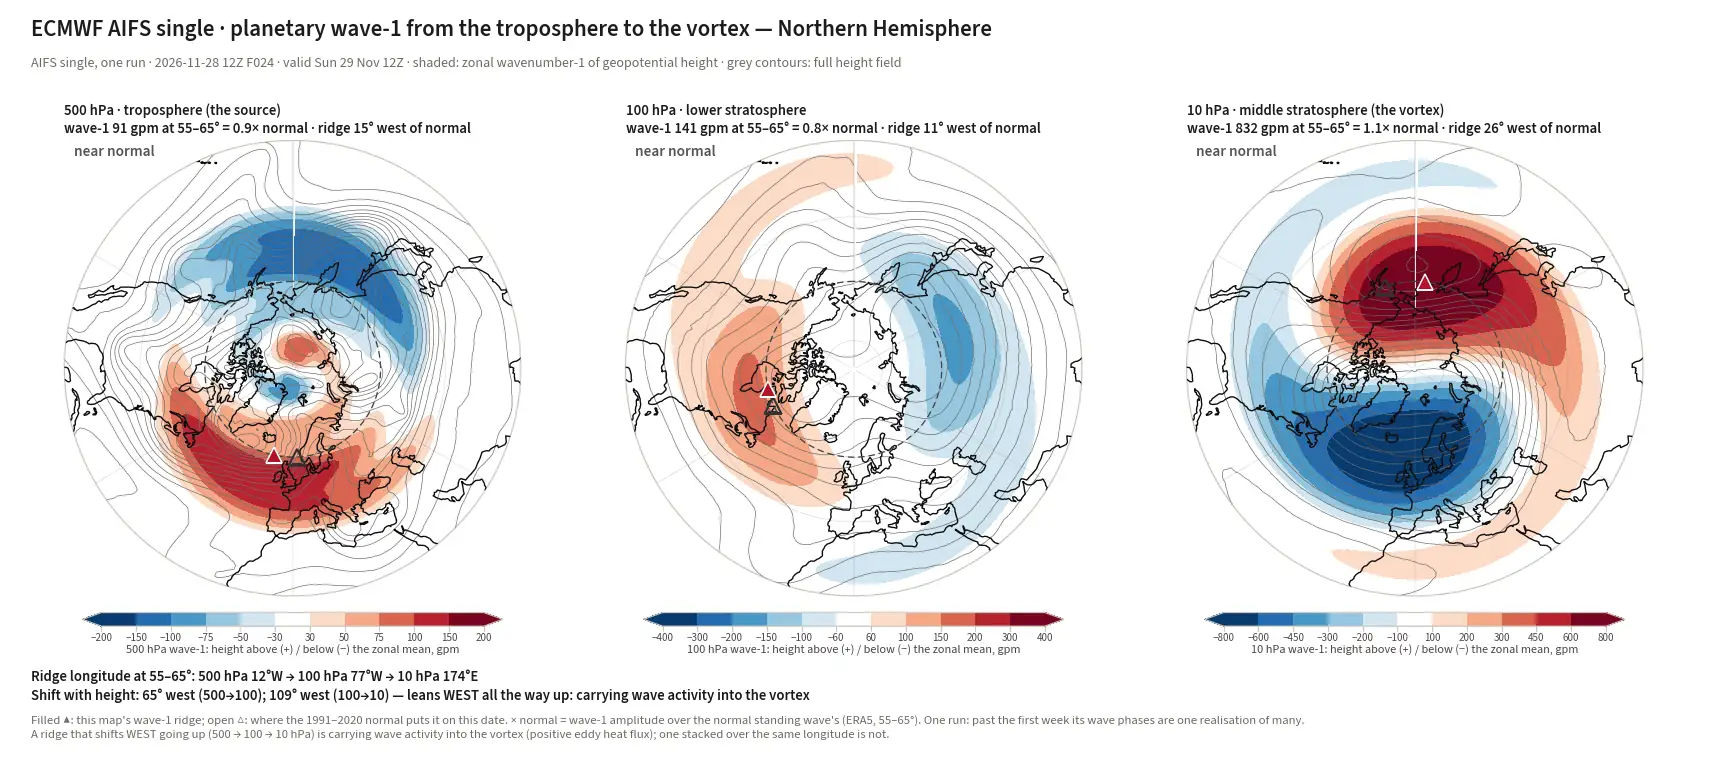 ECMWF AIFS single · planetary wave-1 from the troposphere to the vortex — Northern Hemisphere
AIFS single, one run · 2026-11-28 12Z F024 · valid Sun 29 Nov 12Z · shaded: zonal wavenumber-1 of geopotential height · grey contours: full height field
500 hPa · troposphere (the source)
wave-1 91 gpm at 55–65° = 0.9× normal · ridge 15° west of normal
near normal
100 hPa · lower stratosphere
wave-1 141 gpm at 55–65° = 0.8× normal · ridge 11° west of normal
near normal
10 hPa · middle stratosphere (the vortex)
wave-1 832 gpm at 55–65° = 1.1× normal · ridge 26° west of normal
near normal
−200 −150 −100 −75 −50 −30 30 50 75 100 150 200
500 hPa wave-1: height above (+) / below (−) the zonal mean, gpm
−400 −300 −200 −150 −100 −60 60 100 150 200 300 400
100 hPa wave-1: height above (+) / below (−) the zonal mean, gpm
−800 −600 −450 −300 −200 −100 100 200 300 450 600 800
10 hPa wave-1: height above (+) / below (−) the zonal mean, gpm
Ridge longitude at 55–65°: 500 hPa 12°W → 100 hPa 77°W → 10 hPa 174°E
Shift with height: 65° west (500→100); 109° west (100→10) — leans WEST all the way up: carrying wave activity into the vortex
Filled ▲: this map's wave-1 ridge; open △: where the 1991–2020 normal puts it on this date. × normal = wave-1 amplitude over the normal standing wave's (ERA5, 55–65°). One run: past the first week its wave phases are one realisation of many.
A ridge that shifts WEST going up (500 → 100 → 10 hPa) is carrying wave activity into the vortex (positive eddy heat flux); one stacked over the same longitude is not.